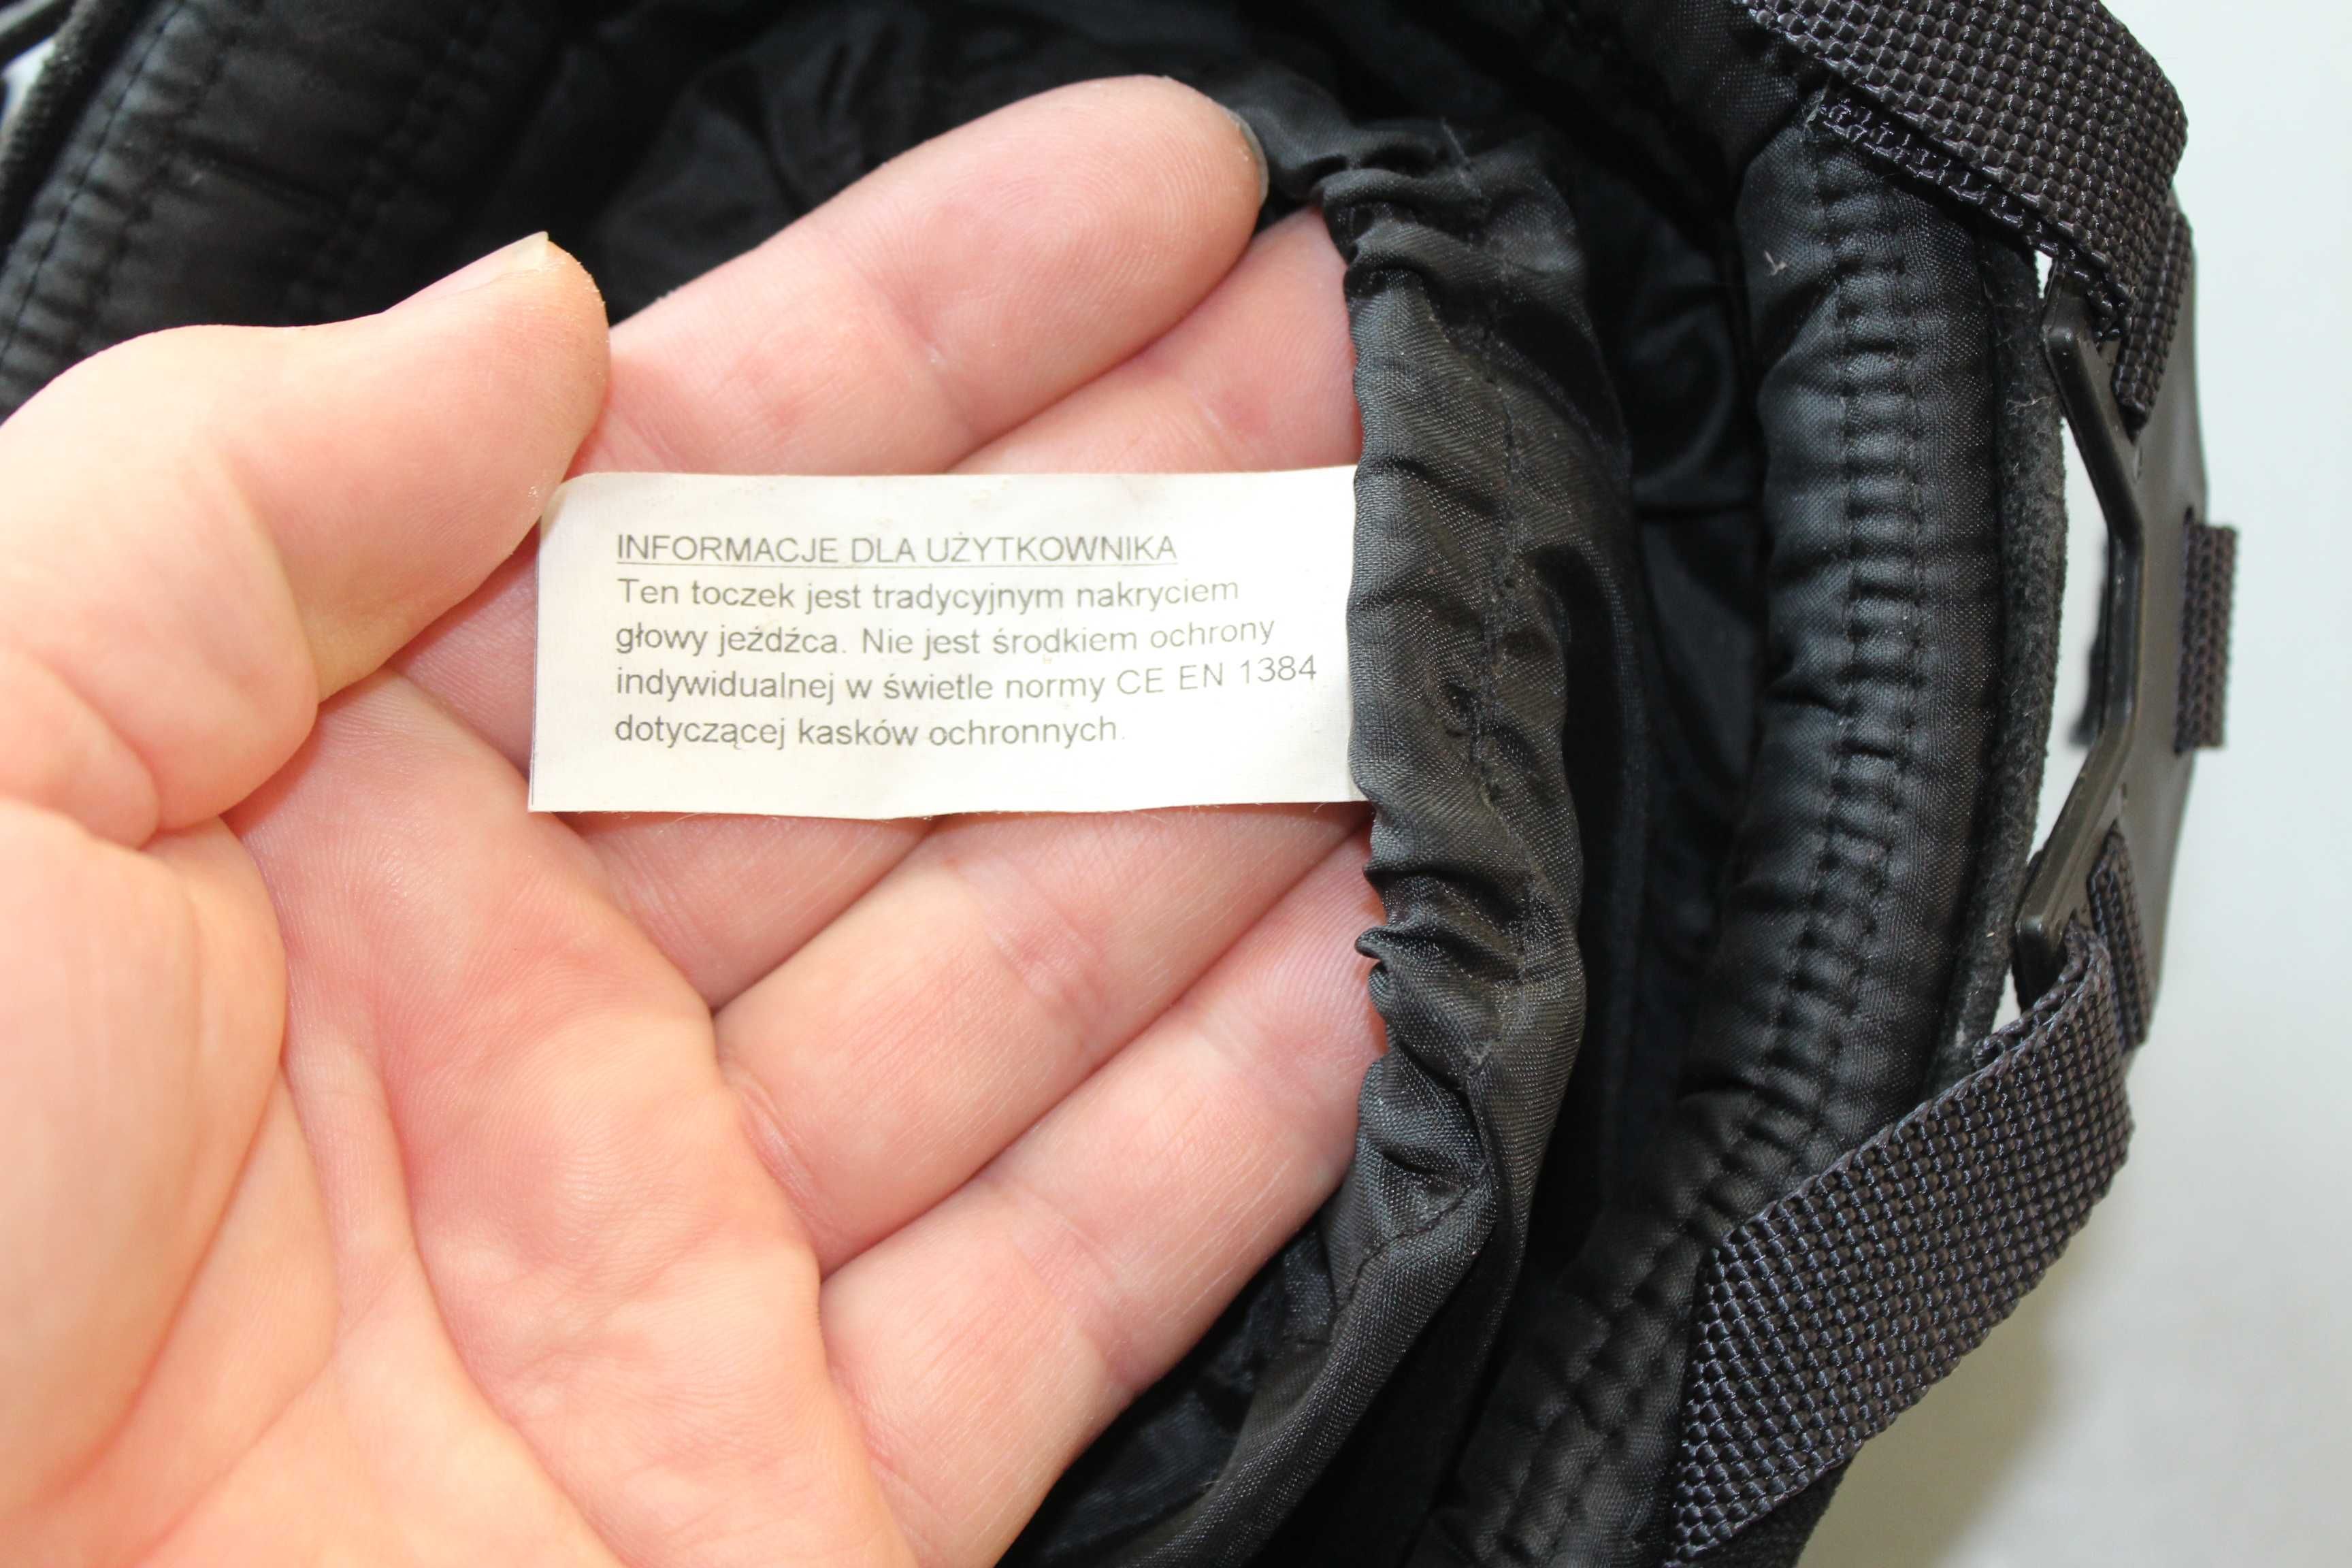 INFORMACJE DLA UŻYTKOWNIKA
Ten toczek jest tradycyjnym nakryciem
głowy jeźdźca. Nie jest środkiem ochrony
indywidualnej w świetle normy CE EN 1384
dotyczącej kasków ochronnych.